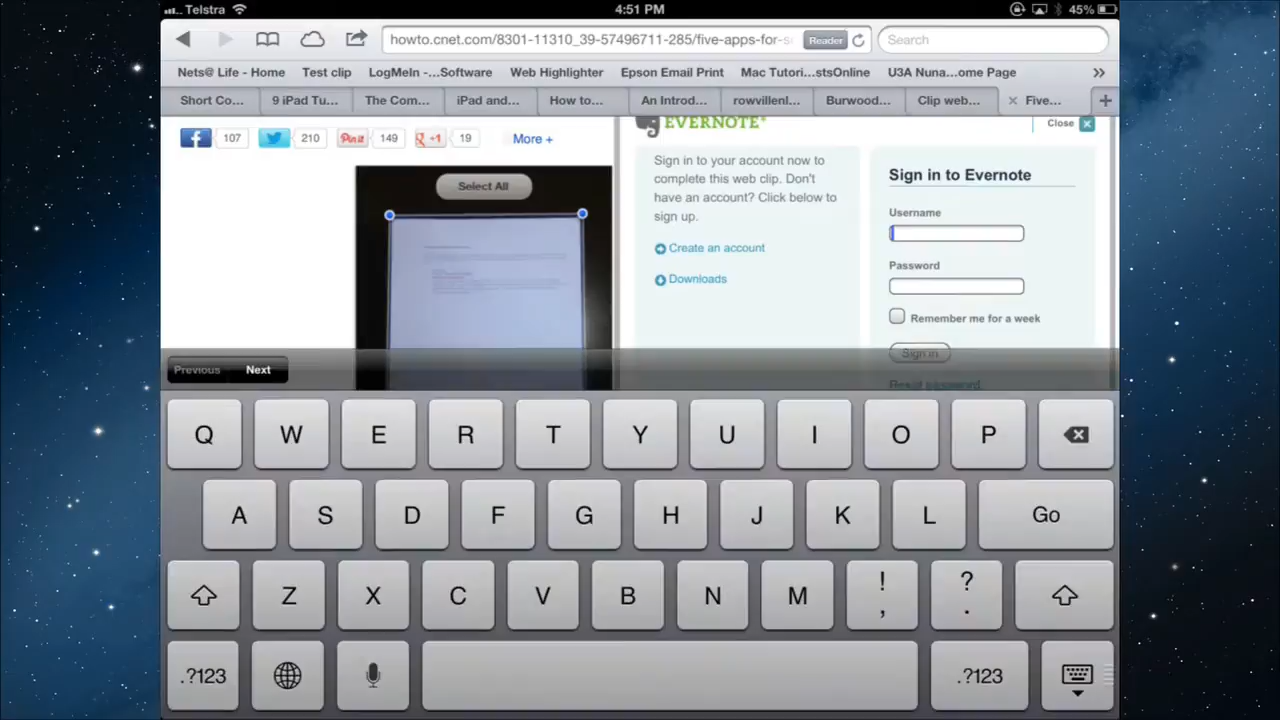 Telstra 4:51 PM 45%
howto.cnet.com/8301-11310_39-57496711-285/five-apps-for-s Reader Search
Nets@ Life - Home Test clip LogMeIn -...Software Web Highlighter Epson Email Print Mac Tutori...stsOnline U3A Nuna...ome Page »
Short Co... 9 iPad Tu... The Com... iPad and... How to... An Introd... rowvillenl... Burwood... Clip web... × Five... +
107 210 Pinit 149 +1 19 More +
EVERNOTE Close
Select All
Sign in to your account now to
complete this web clip. Don't
have an account? Click below to
sign up.
Create an account
Downloads
Sign in to Evernote
Username
Password
Remember me for a week
Sign in
Reset password
Previous Next
Q W E R T Y U I O P
A S D F G H J K L Go
Z X C V B N M ! , ? .
.?123 .?123